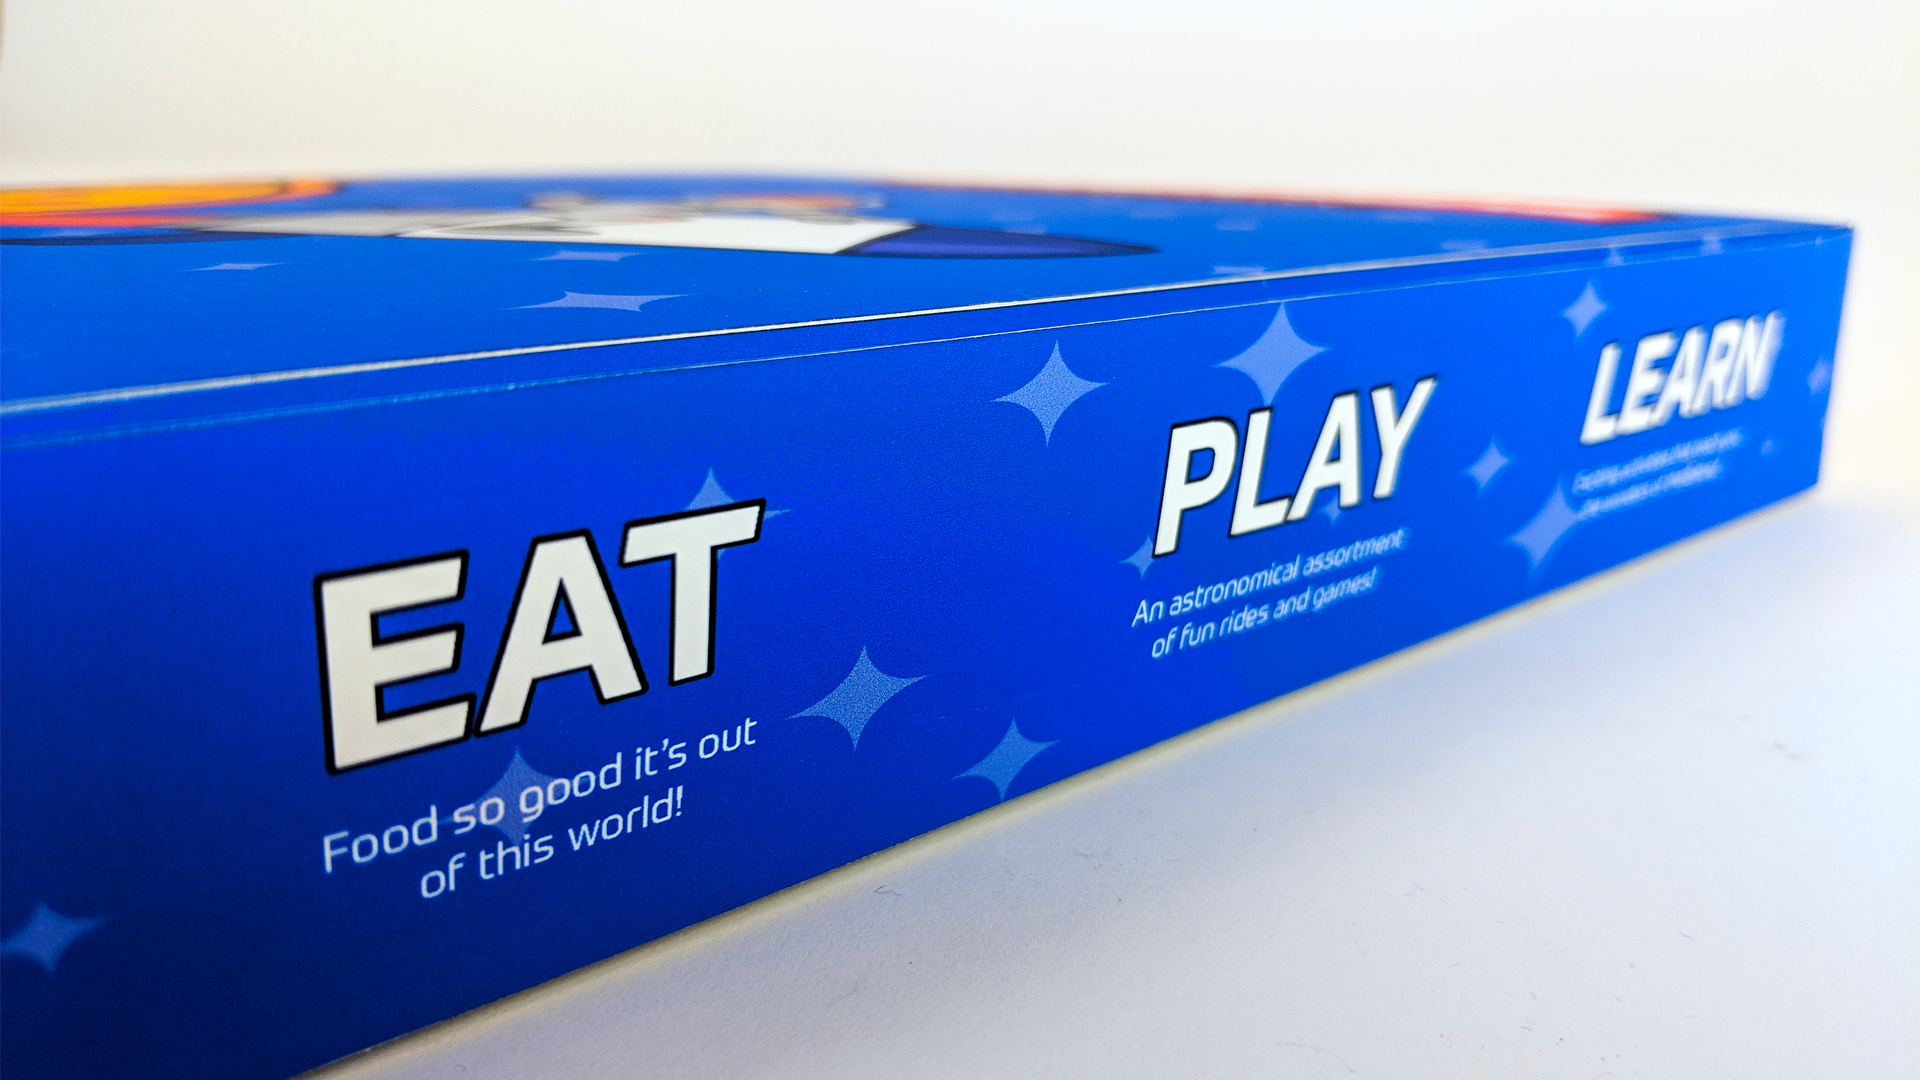 EAT
Food so good it's out
of this world!
PLAY
An astronomical assortment
of fun rides and games!
LEARN